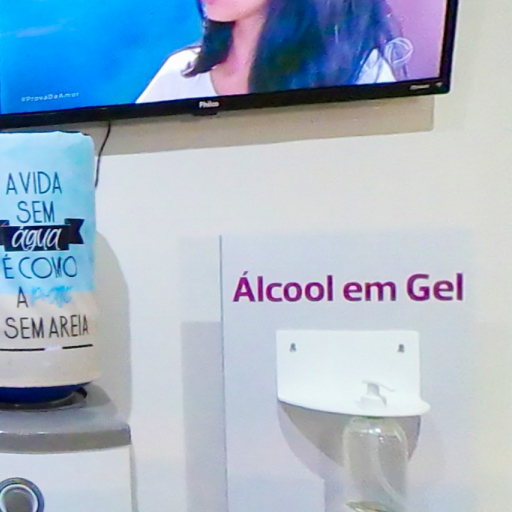 #ProvaDeAmor
Philco
A VIDA
SEM
água
É COMO
A
SEM AREIA
Álcool em Gel